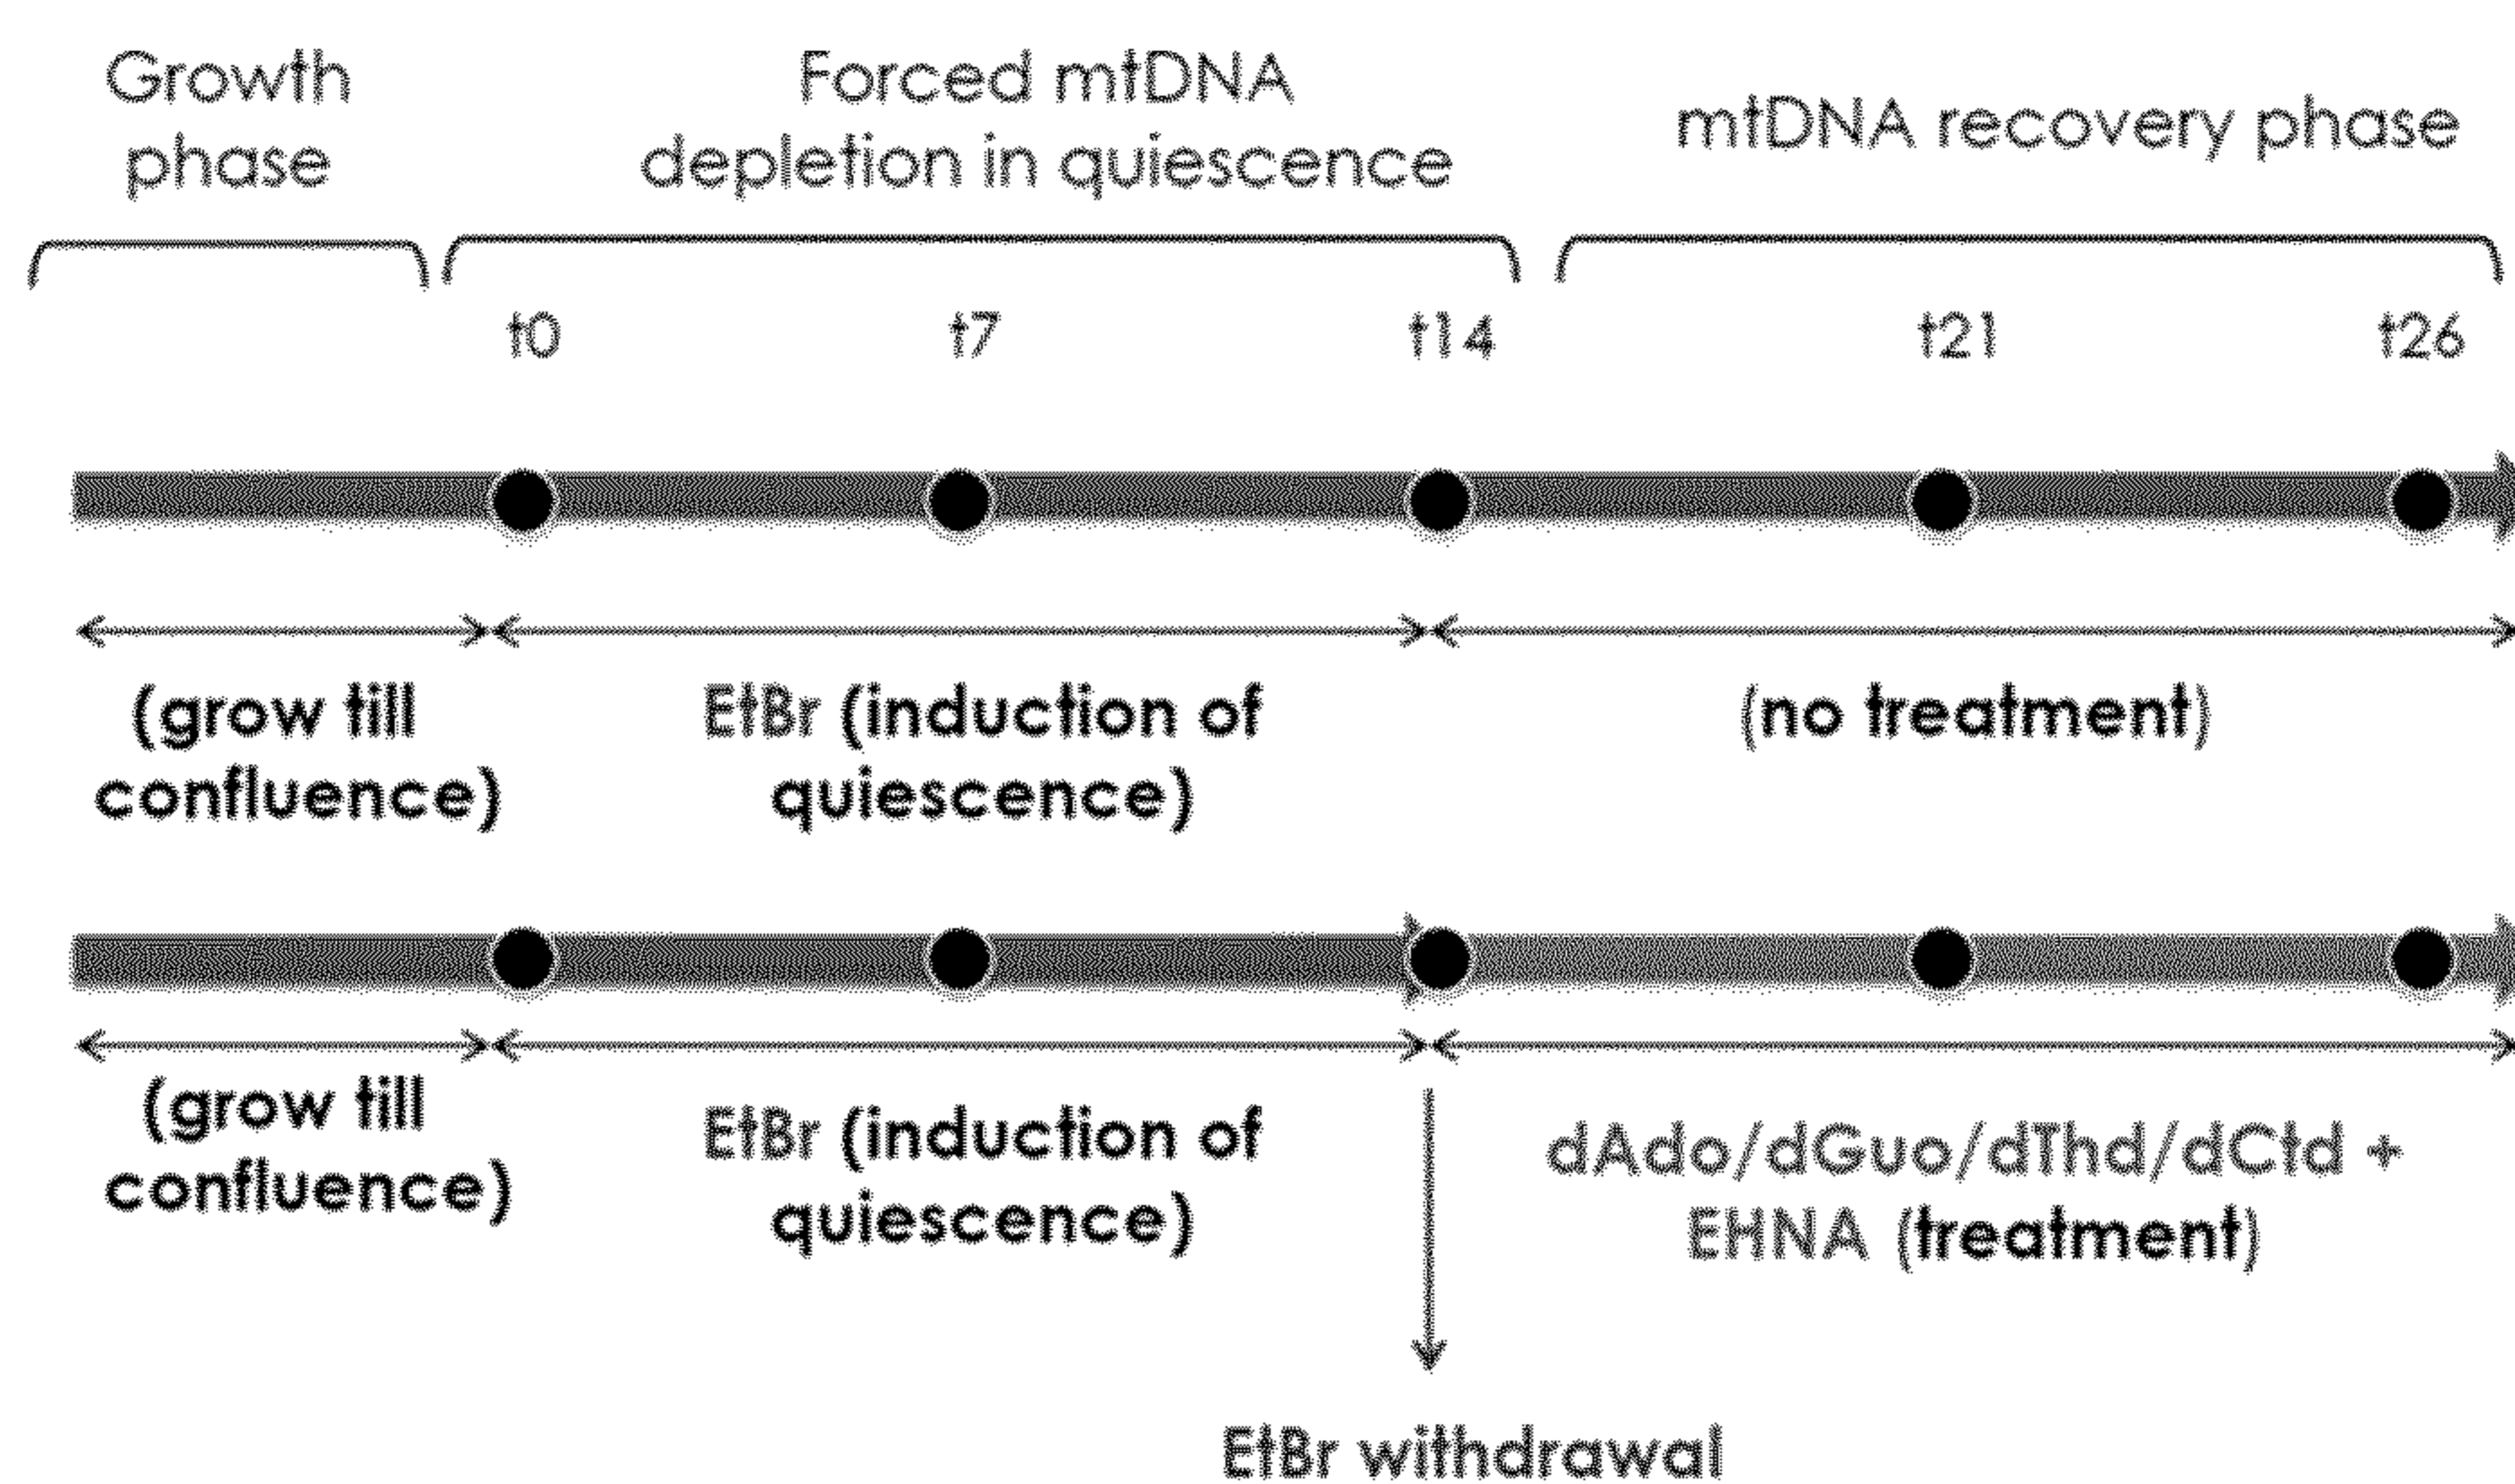 Growth
phase
Forced mtDNA
depletion in quiescence
mtDNA recovery phase
t0
t7
t14
t21
t26
(grow till
confluence)
EtBr (induction of
quiescence)
(no treatment)
(grow till
confluence)
EtBr (induction of
quiescence)
dAdo/dGuo/dThd/dCtd +
EHNA (treatment)
EtBr withdrawal